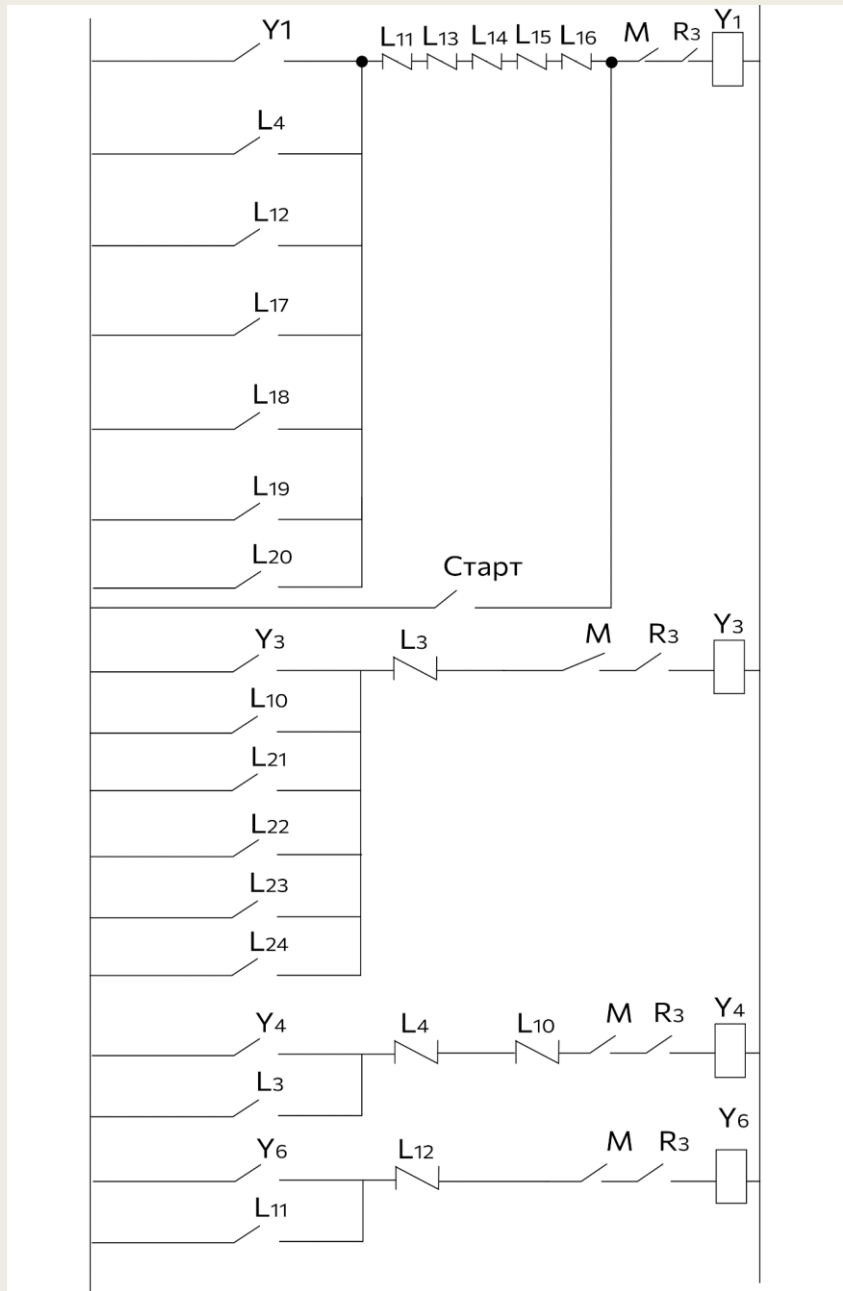 Y1 L11 L13 L14 L15 L16 M R3 Y1
L4
L12
L17
L18
L19
L20
Старт
Y3 L3 M R3 Y3
L10
L21
L22
L23
L24
Y4 L4 L10 M R3 Y4
L3
Y6 L12 M R3 Y6
L11